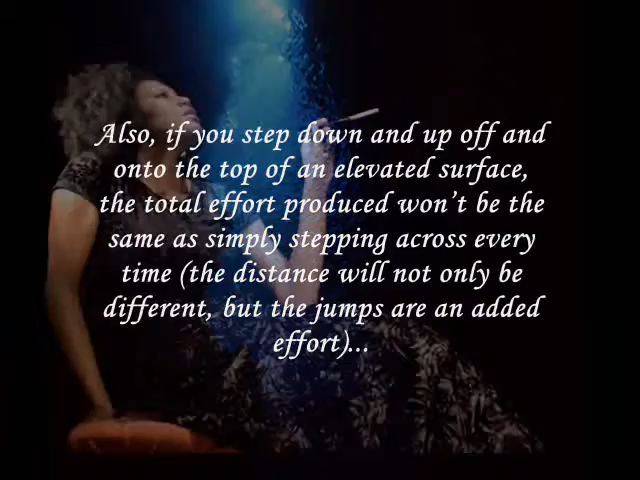 Also, if you step down and up off and
onto the top of an elevated surface,
the total effort produced won't be the
same as simply stepping across every
time (the distance will not only be
different, but the jumps are an added
effort)...